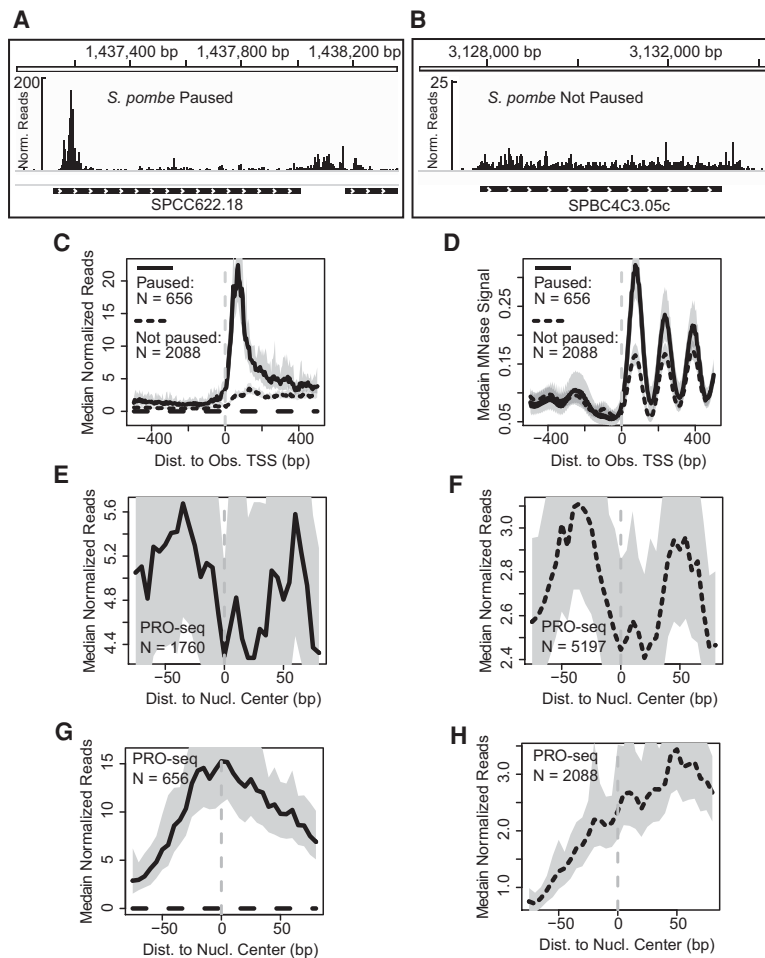 A
1,437,400 bp 1,437,800 bp 1,438,200 bp
200
Norm. Reads
S. pombe Paused
SPCC622.18
B
3,128,000 bp 3,132,000 bp
25
Norm. Reads
S. pombe Not Paused
SPBC4C3.05c
C
Median Normalized Reads
0 5 10 15 20
Paused:
N = 656
Not paused:
N = 2088
−400 0 400
Dist. to Obs. TSS (bp)
D
Medain MNase Signal
0.05 0.15 0.25
Paused:
N = 656
Not paused:
N = 2088
−400 0 400
Dist. to Obs. TSS (bp)
E
Median Normalized Reads
4.4 4.8 5.2 5.6
PRO-seq
N = 1760
−50 0 50
Dist. to Nucl. Center (bp)
F
Median Normalized Reads
2.4 2.6 2.8 3.0
PRO-seq
N = 5197
−50 0 50
Dist. to Nucl. Center (bp)
G
Medain Normalized Reads
0 5 10 15
PRO-seq
N = 656
−50 0 50
Dist. to Nucl. Center (bp)
H
Medain Normalized Reads
1.0 2.0 3.0
PRO-seq
N = 2088
−50 0 50
Dist. to Nucl. Center (bp)